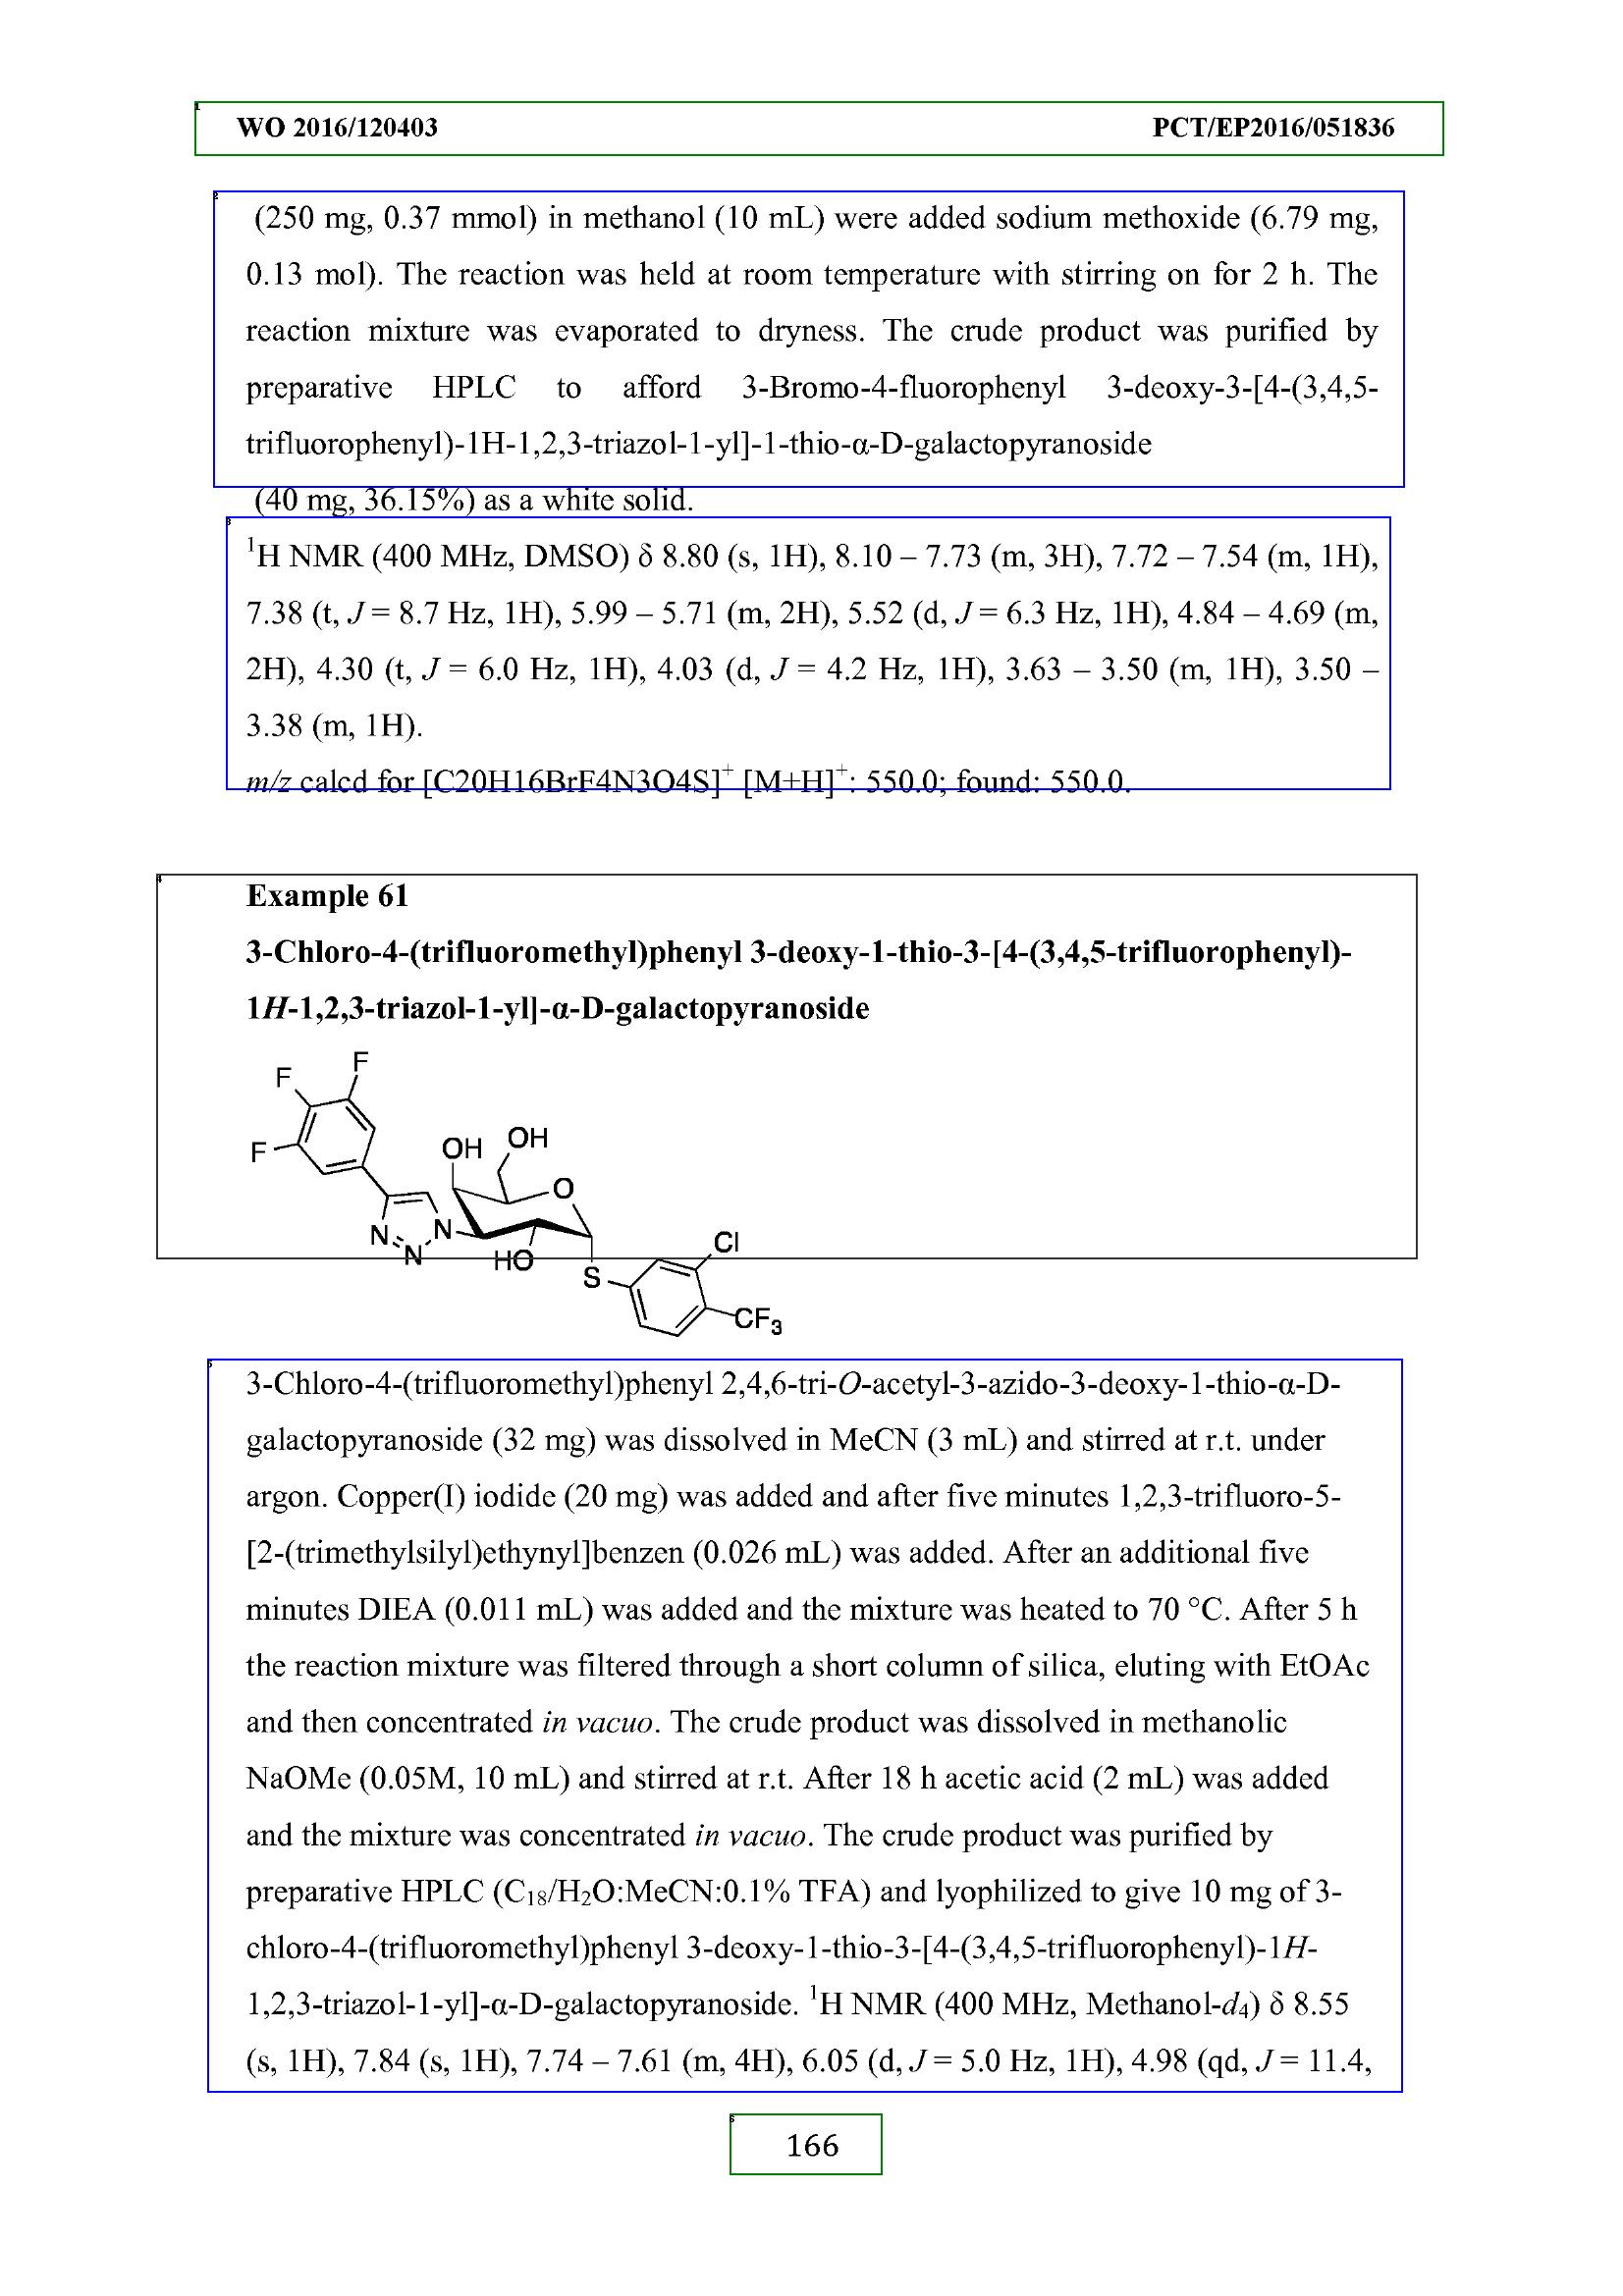 WO 2016/120403 PCT/EP2016/051836
(250 mg, 0.37 mmol) in methanol (10 mL) were added sodium methoxide (6.79 mg,
0.13 mol). The reaction was held at room temperature with stirring on for 2 h. The
reaction mixture was evaporated to dryness. The crude product was purified by
preparative HPLC to afford 3-Bromo-4-fluorophenyl 3-deoxy-3-[4-(3,4,5-
trifluorophenyl)-1H-1,2,3-triazol-1-yl]-1-thio-α-D-galactopyranoside
(40 mg, 36.15%) as a white solid.
¹H NMR (400 MHz, DMSO) δ 8.80 (s, 1H), 8.10 – 7.73 (m, 3H), 7.72 – 7.54 (m, 1H),
7.38 (t, J = 8.7 Hz, 1H), 5.99 – 5.71 (m, 2H), 5.52 (d, J = 6.3 Hz, 1H), 4.84 – 4.69 (m,
2H), 4.30 (t, J = 6.0 Hz, 1H), 4.03 (d, J = 4.2 Hz, 1H), 3.63 – 3.50 (m, 1H), 3.50 –
3.38 (m, 1H).
m/z calcd for [C20H16BrF4N3O4S]⁺ [M+H]⁺: 550.0; found: 550.0.
Example 61
3-Chloro-4-(trifluoromethyl)phenyl 3-deoxy-1-thio-3-[4-(3,4,5-trifluorophenyl)-
1H-1,2,3-triazol-1-yl]-α-D-galactopyranoside
F
F
F
OH
OH
O
N
N
N
HO
S
Cl
CF₃
3-Chloro-4-(trifluoromethyl)phenyl 2,4,6-tri-O-acetyl-3-azido-3-deoxy-1-thio-α-D-
galactopyranoside (32 mg) was dissolved in MeCN (3 mL) and stirred at r.t. under
argon. Copper(I) iodide (20 mg) was added and after five minutes 1,2,3-trifluoro-5-
[2-(trimethylsilyl)ethynyl]benzen (0.026 mL) was added. After an additional five
minutes DIEA (0.011 mL) was added and the mixture was heated to 70 °C. After 5 h
the reaction mixture was filtered through a short column of silica, eluting with EtOAc
and then concentrated in vacuo. The crude product was dissolved in methanolic
NaOMe (0.05M, 10 mL) and stirred at r.t. After 18 h acetic acid (2 mL) was added
and the mixture was concentrated in vacuo. The crude product was purified by
preparative HPLC (C₁₈/H₂O:MeCN:0.1% TFA) and lyophilized to give 10 mg of 3-
chloro-4-(trifluoromethyl)phenyl 3-deoxy-1-thio-3-[4-(3,4,5-trifluorophenyl)-1H-
1,2,3-triazol-1-yl]-α-D-galactopyranoside. ¹H NMR (400 MHz, Methanol-d₄) δ 8.55
(s, 1H), 7.84 (s, 1H), 7.74 – 7.61 (m, 4H), 6.05 (d, J = 5.0 Hz, 1H), 4.98 (qd, J = 11.4,
166